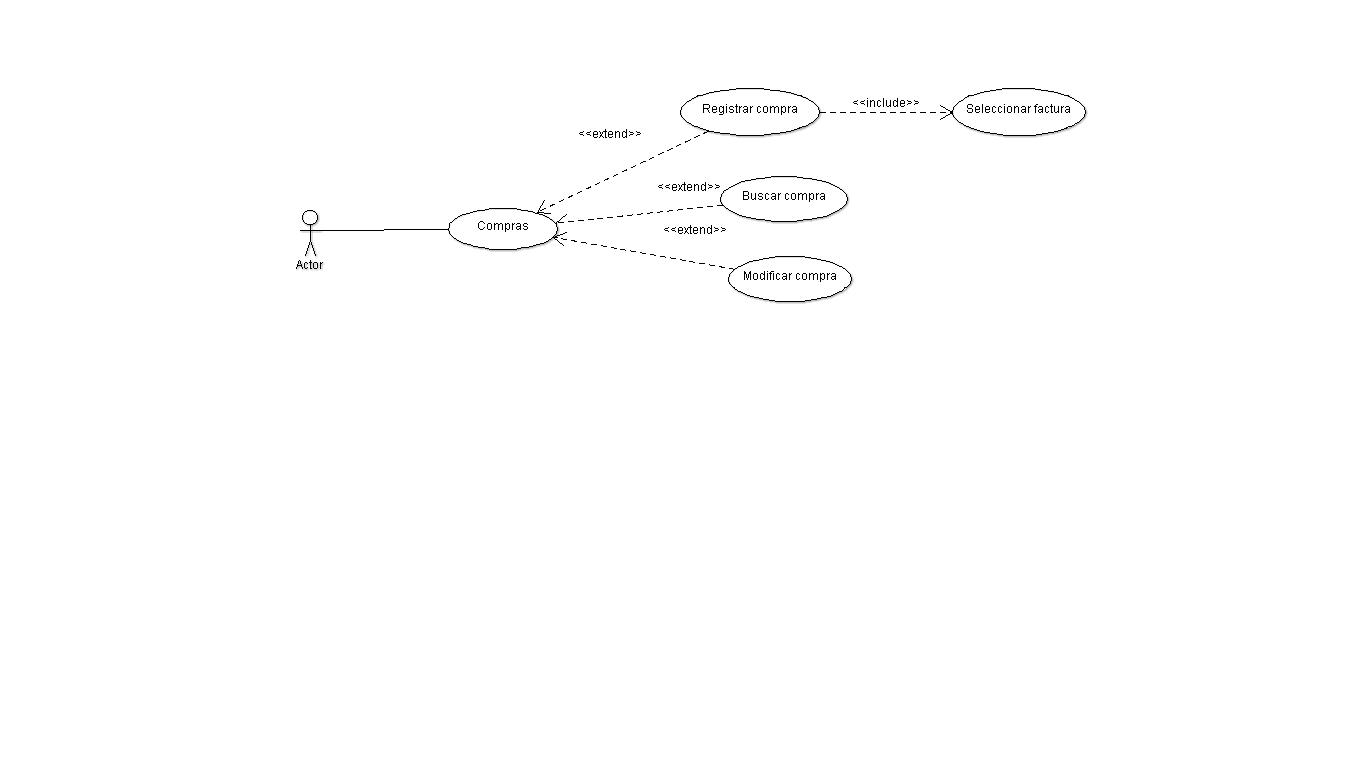 Registrar compra
<<include>>
Seleccionar factura
<<extend>>
<<extend>>
Buscar compra
Compras
<<extend>>
Actor
Modificar compra